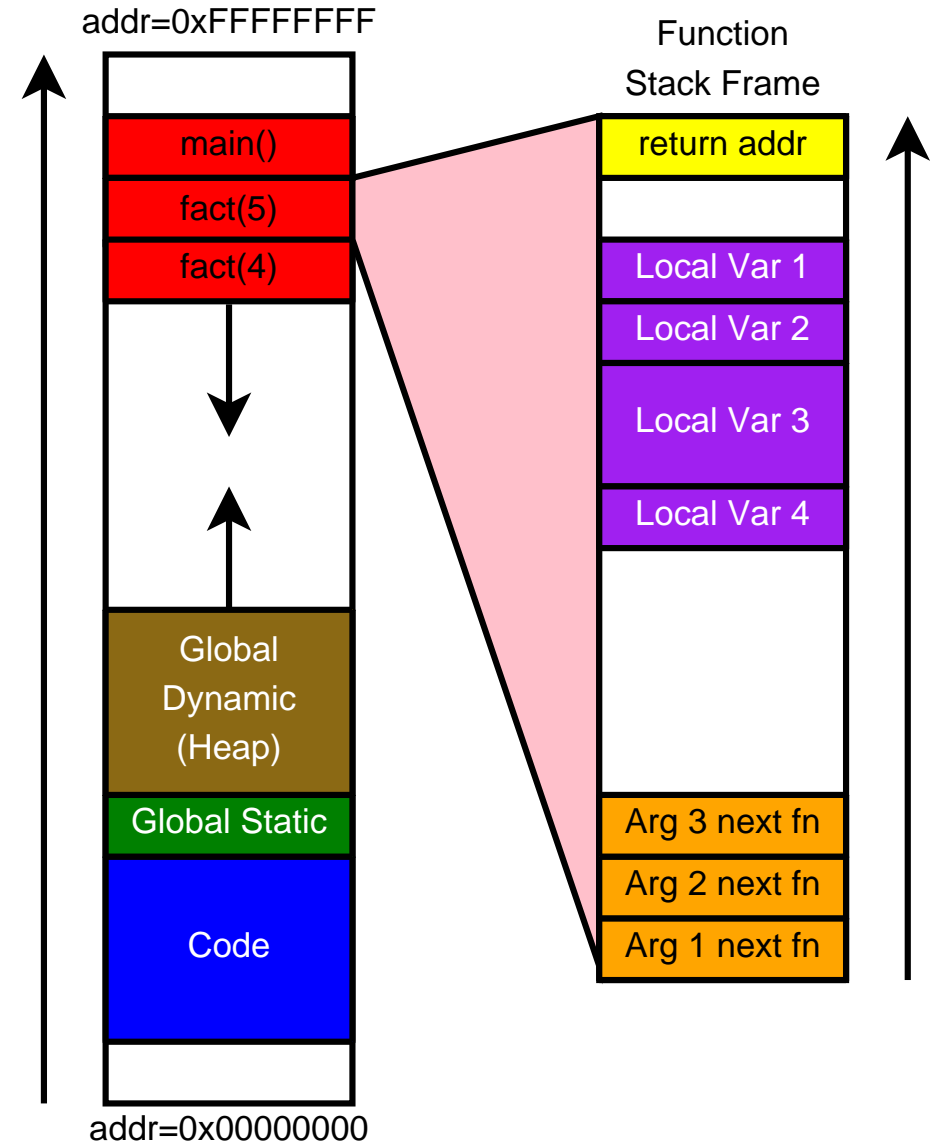 addr=0xFFFFFFFF
main()
fact(5)
fact(4)
Global
Dynamic
(Heap)
Global Static
Code
addr=0x00000000
Function
Stack Frame
return addr
Local Var 1
Local Var 2
Local Var 3
Local Var 4
Arg 3 next fn
Arg 2 next fn
Arg 1 next fn